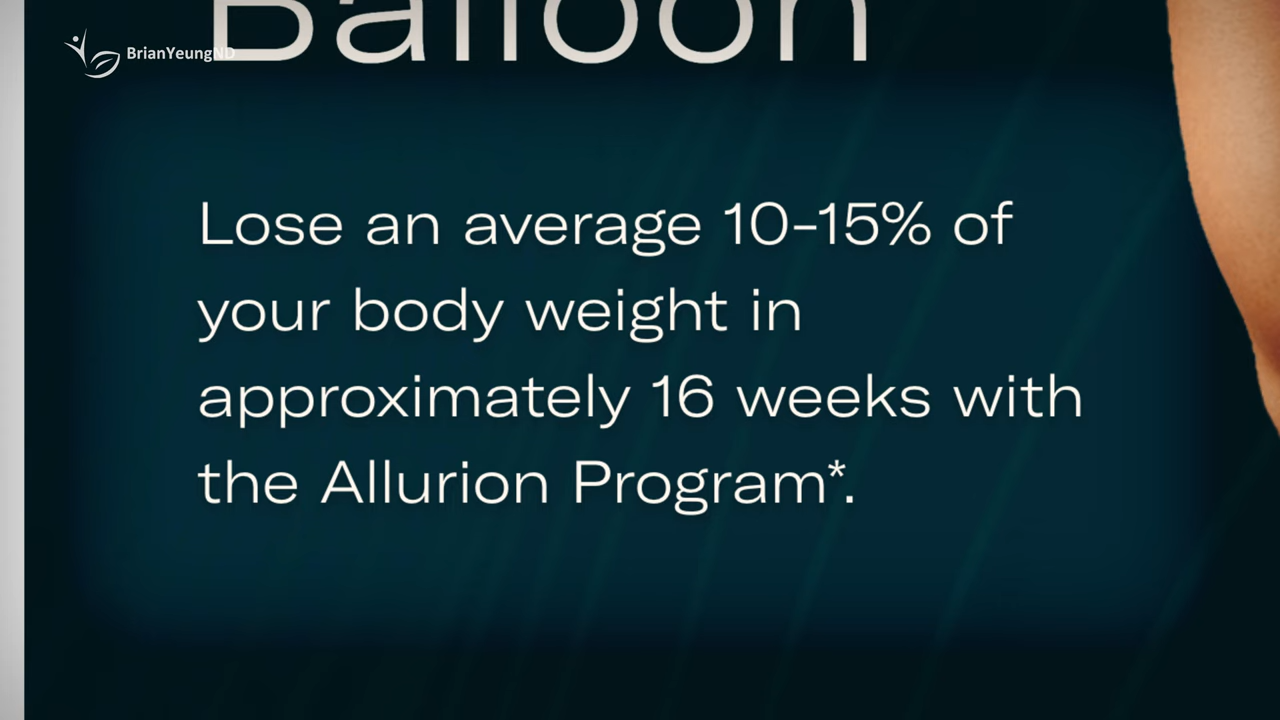 Balloon
BrianYeungND
Lose an average 10–15% of
your body weight in
approximately 16 weeks with
the Allurion Program*.